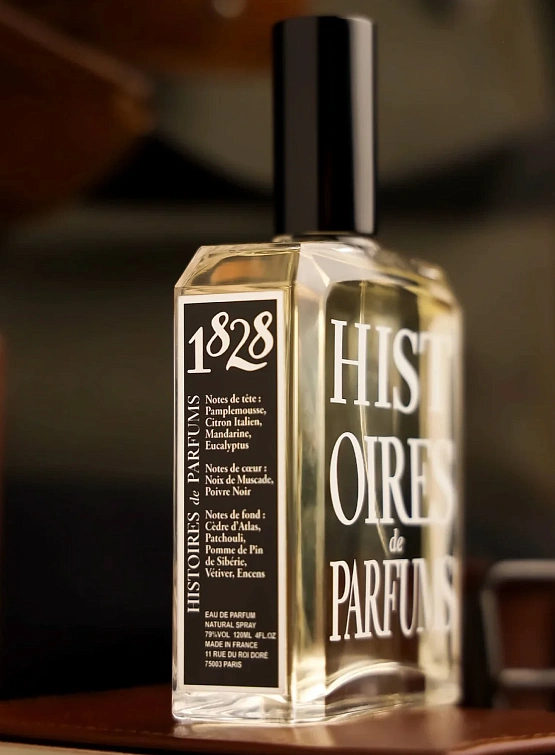 1828
HISTOIRES de PARFUMS
Notes de tête :
Pamplemousse,
Citron Italien,
Mandarine,
Eucalyptus
Notes de cœur :
Noix de Muscade,
Poivre Noir
Notes de fond :
Cèdre d'Atlas,
Patchouli,
Pomme de Pin
de Sibérie,
Vétiver, Encens
EAU DE PARFUM
NATURAL SPRAY
79%VOL 120ML 4FL.OZ
MADE IN FRANCE
11 RUE DU ROI DORÉ
75003 PARIS
HIST
OIRES
de
PARFUMS